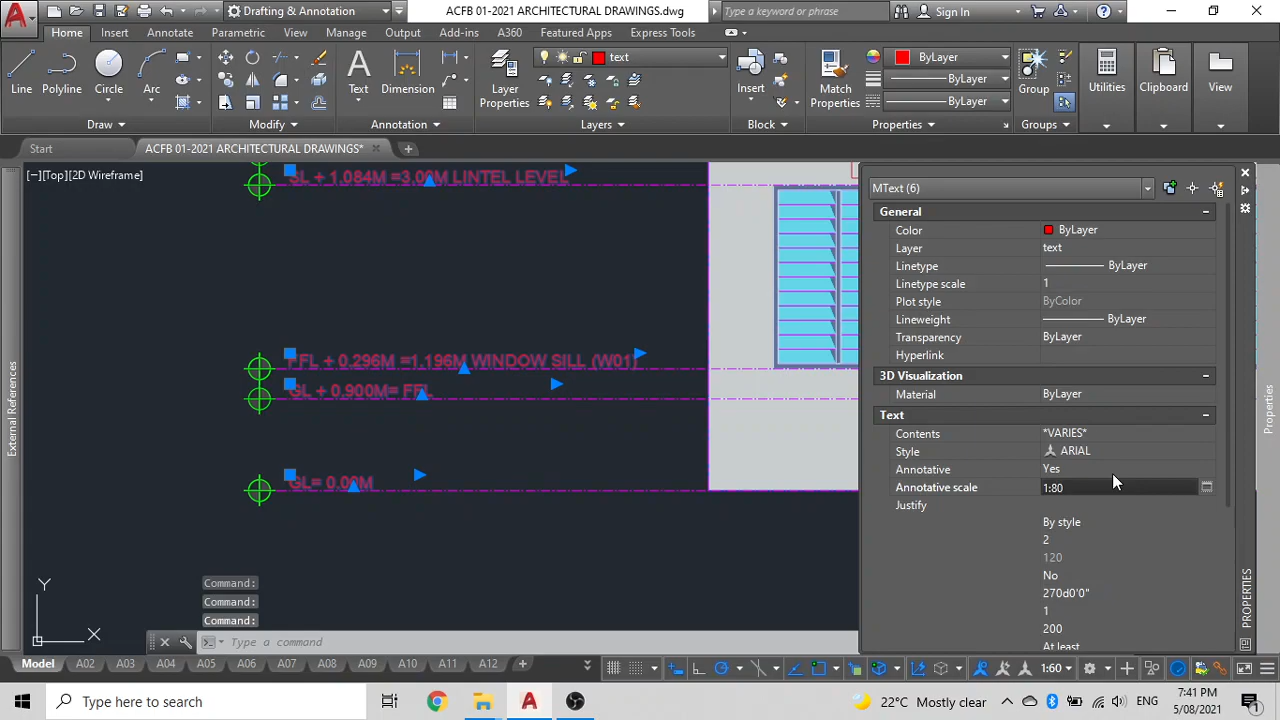 Drafting & Annotation
ACFB 01-2021 ARCHITECTURAL DRAWINGS.dwg
Type a keyword or phrase
Sign In
Home Insert Annotate Parametric View Manage Output Add-ins A360 Featured Apps Express Tools
text
ByLayer
ByLayer
ByLayer
Line Polyline Circle Arc Text Dimension Layer Properties Insert Match Properties Group Utilities Clipboard View
Draw Modify Annotation Layers Block Properties Groups
Start ACFB 01-2021 ARCHITECTURAL DRAWINGS*
[−][Top][2D Wireframe]
LINTEL LEVEL
FFL + 0.296M =1.196M WINDOW SILL (W01)
GL + 0.900M= FFL
GL= 0.00M
Y
X
External References
MText (6)
General
Color ByLayer
Layer text
Linetype ByLayer
Linetype scale 1
Plot style ByColor
Lineweight ByLayer
Transparency ByLayer
Hyperlink
3D Visualization
Material ByLayer
Text
Contents *VARIES*
Style ARIAL
Annotative Yes
Annotative scale 1:80
Justify
By style
2
120
No
270d0'0"
1
200
At least
Properties
PROPERTIES
Command:
Command:
Command:
Type a command
Model A02 A03 A04 A05 A06 A07 A08 A09 A10 A11 A12
1:60
Type here to search
22°C Mostly clear
ENG
7:41 PM
5/08/2021